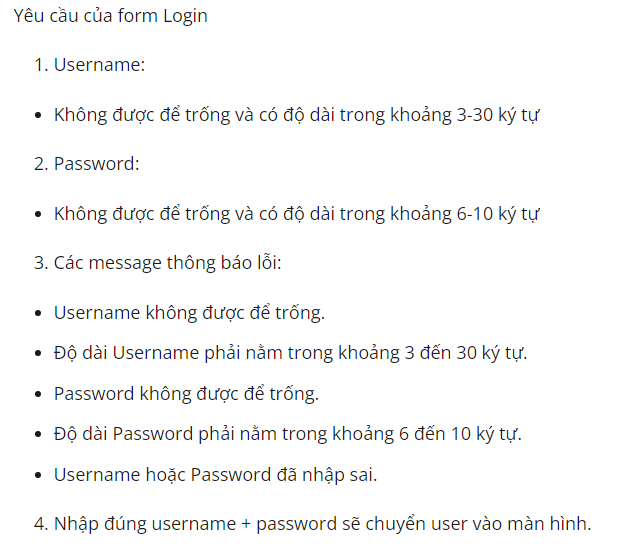 Yêu cầu của form Login
1. Username:
• Không được để trống và có độ dài trong khoảng 3-30 ký tự
2. Password:
• Không được để trống và có độ dài trong khoảng 6-10 ký tự
3. Các message thông báo lỗi:
• Username không được để trống.
• Độ dài Username phải nằm trong khoảng 3 đến 30 ký tự.
• Password không được để trống.
• Độ dài Password phải nằm trong khoảng 6 đến 10 ký tự.
• Username hoặc Password đã nhập sai.
4. Nhập đúng username + password sẽ chuyển user vào màn hình.